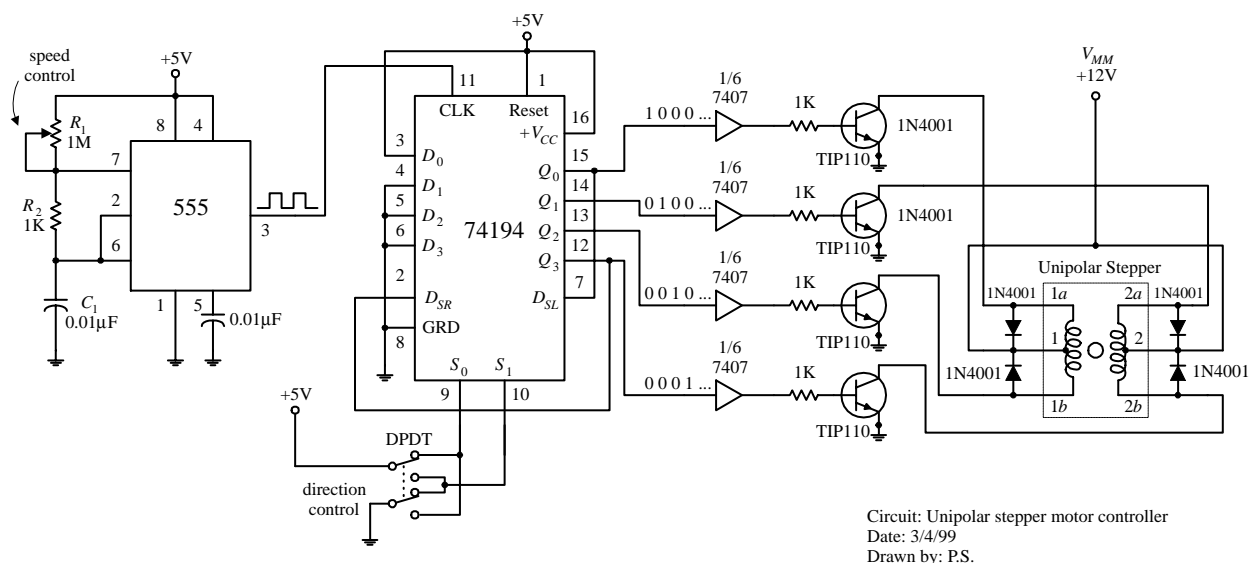 speed
control
+5V
R1
1M
8
4
7
R2
1K
2
555
6
3
C1
0.01µF
1
5
0.01µF
+5V
11
1
CLK
Reset
16
+VCC
3
D0
15
Q0
4
D1
14
Q1
5
D2
13
Q2
6
D3
12
Q3
74194
2
DSR
7
DSL
GRD
8
S0
S1
9
10
+5V
DPDT
direction
control
1 0 0 0 ...
1/6
7407
1K
TIP110
1N4001
0 1 0 0 ...
1/6
7407
1K
TIP110
1N4001
0 0 1 0 ...
1/6
7407
1K
TIP110
0 0 0 1 ...
1/6
7407
1K
TIP110
VMM
+12V
Unipolar Stepper
1N4001
1a
2a
1N4001
1
2
1N4001
1N4001
1b
2b
Circuit: Unipolar stepper motor controller
Date: 3/4/99
Drawn by: P.S.